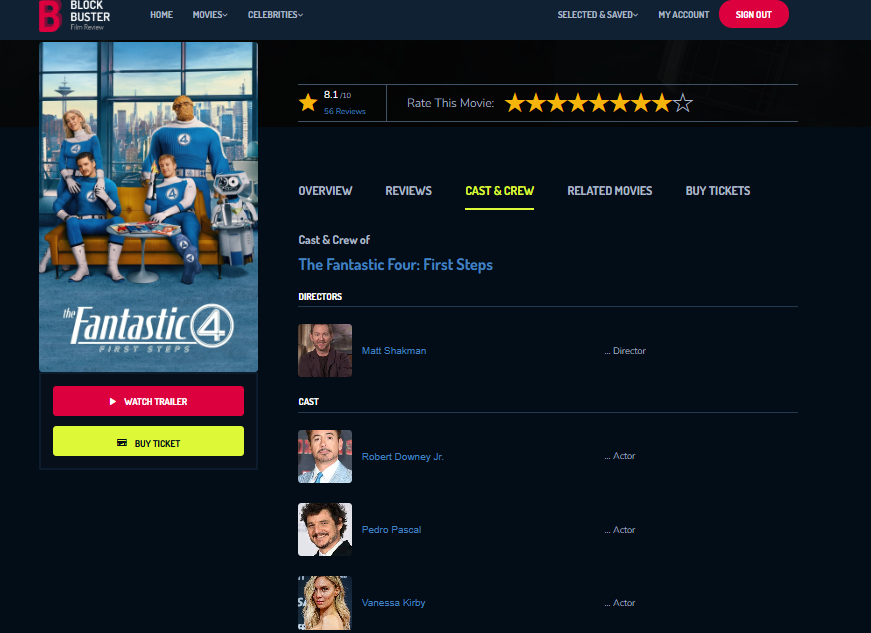 BLOCK
BUSTER
Film Review
HOME
MOVIES
CELEBRITIES
SELECTED & SAVED
MY ACCOUNT
SIGN OUT
8.1 /10
56 Reviews
Rate This Movie:
OVERVIEW
REVIEWS
CAST & CREW
RELATED MOVIES
BUY TICKETS
Cast & Crew of
The Fantastic Four: First Steps
DIRECTORS
Matt Shakman
... Director
CAST
Robert Downey Jr.
... Actor
Pedro Pascal
... Actor
Vanessa Kirby
... Actor
the
Fantastic 4
FIRST STEPS
WATCH TRAILER
BUY TICKET